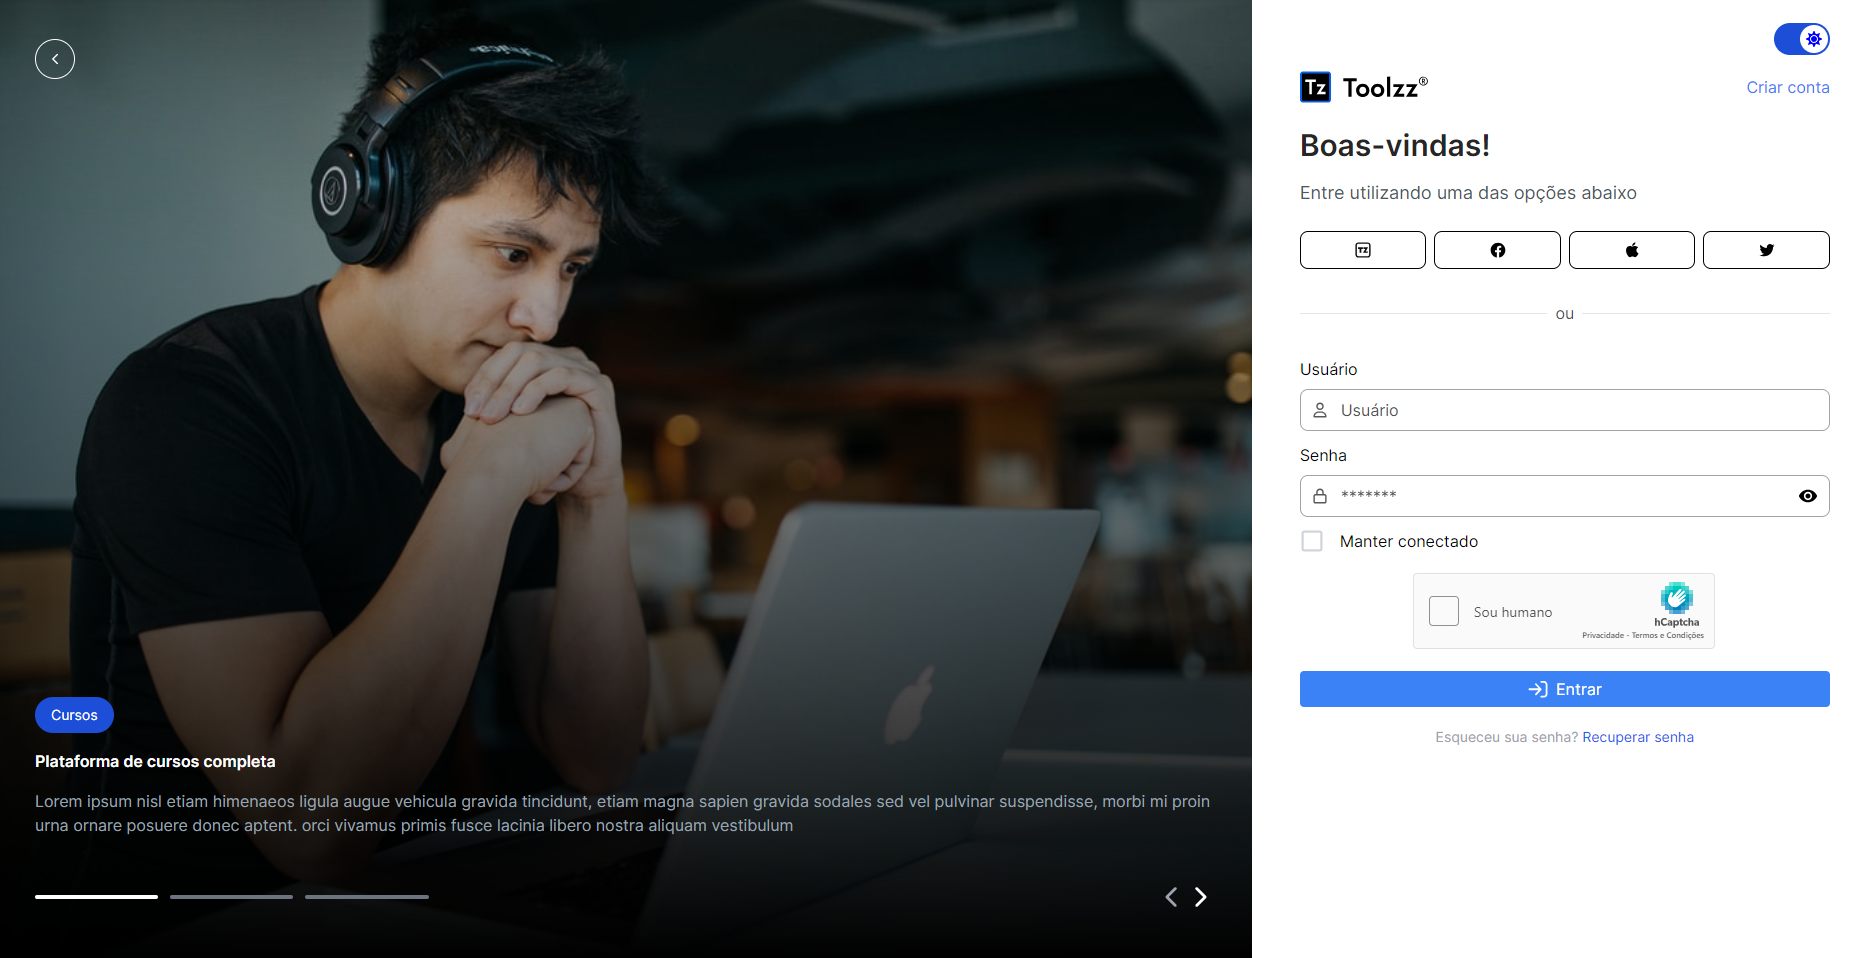 Cursos
Plataforma de cursos completa
Lorem ipsum nisl etiam himenaeos ligula augue vehicula gravida tincidunt, etiam magna sapien gravida sodales sed vel pulvinar suspendisse, morbi mi proin
urna ornare posuere donec aptent. orci vivamus primis fusce lacinia libero nostra aliquam vestibulum
Tz Toolzz®
Criar conta
Boas-vindas!
Entre utilizando uma das opções abaixo
TZ
ou
Usuário
Usuário
Senha
*******
Manter conectado
Sou humano
hCaptcha
Privacidade - Termos e Condições
Entrar
Esqueceu sua senha? Recuperar senha